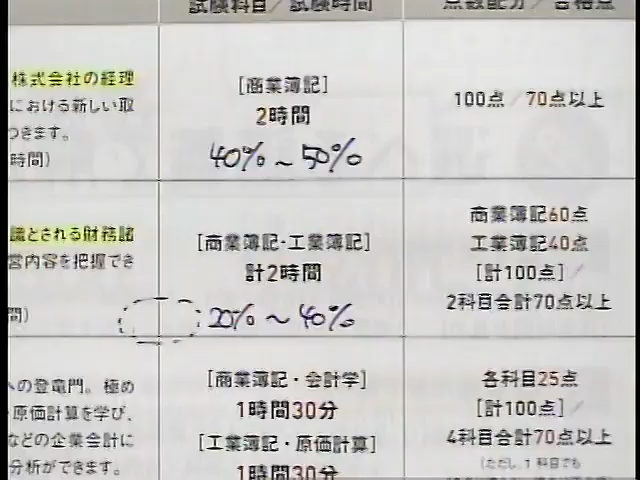 試験科目／試験時間
点数配分／合格点
株式会社の経理
における新しい取
つきます。
時間)
[商業簿記]
2時間
40%～50%
100点／70点以上
識とされる財務諸
営内容を把握でき
間)
[商業簿記・工業簿記]
計2時間
20%～40%
商業簿記60点
工業簿記40点
[計100点]／
2科目合計70点以上
への登竜門。極め
原価計算を学び、
などの企業会計に
分析ができます。
[商業簿記・会計学]
1時間30分
[工業簿記・原価計算]
1時間30分
各科目25点
[計100点]／
4科目合計70点以上
(ただし、1科目でも